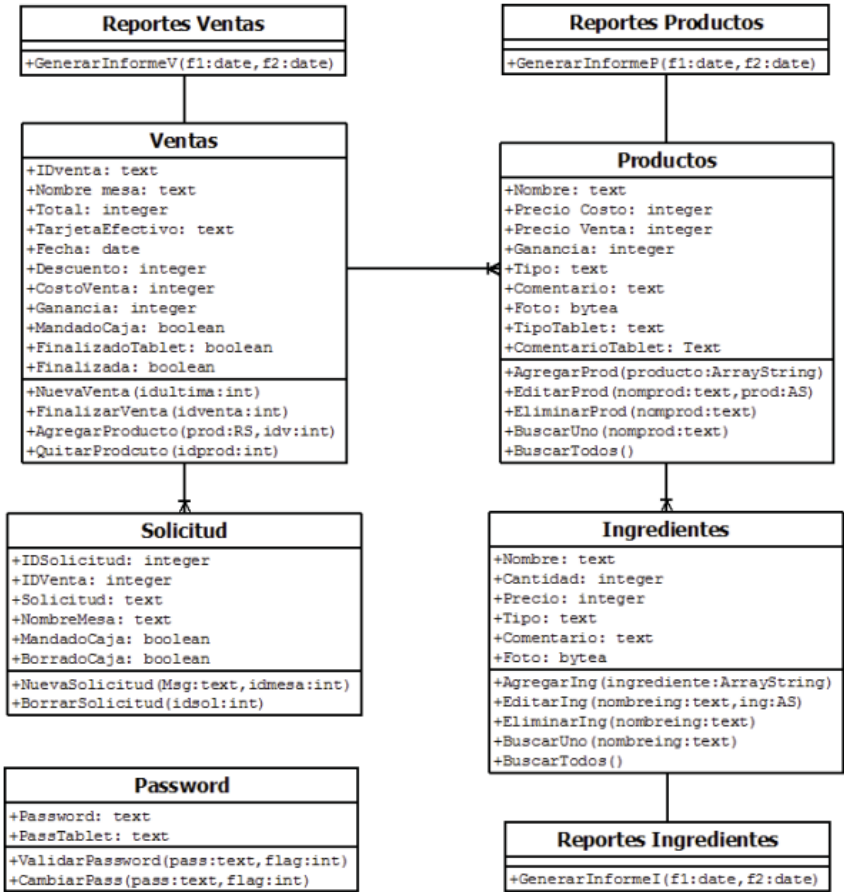 Reportes Ventas
+GenerarInformeV(f1:date,f2:date)
Ventas
+IDventa: text
+Nombre mesa: text
+Total: integer
+TarjetaEfectivo: text
+Fecha: date
+Descuento: integer
+CostoVenta: integer
+Ganancia: integer
+MandadoCaja: boolean
+FinalizadoTablet: boolean
+Finalizada: boolean
+NuevaVenta(idultima:int)
+FinalizarVenta(idventa:int)
+AgregarProducto(prod:RS,idv:int)
+QuitarProdcuto(idprod:int)
Solicitud
+IDSolicitud: integer
+IDVenta: integer
+Solicitud: text
+NombreMesa: text
+MandadoCaja: boolean
+BorradoCaja: boolean
+NuevaSolicitud(Msg:text,idmesa:int)
+BorrarSolicitud(idsol:int)
Password
+Password: text
+PassTablet: text
+ValidarPassword(pass:text,flag:int)
+CambiarPass(pass:text,flag:int)
Reportes Productos
+GenerarInformeP(f1:date,f2:date)
Productos
+Nombre: text
+Precio Costo: integer
+Precio Venta: integer
+Ganancia: integer
+Tipo: text
+Comentario: text
+Foto: bytea
+TipoTablet: text
+ComentarioTablet: Text
+AgregarProd(producto:ArrayString)
+EditarProd(nomprod:text,prod:AS)
+EliminarProd(nomprod:text)
+BuscarUno(nomprod:text)
+BuscarTodos()
Ingredientes
+Nombre: text
+Cantidad: integer
+Precio: integer
+Tipo: text
+Comentario: text
+Foto: bytea
+AgregarIng(ingrediente:ArrayString)
+EditarIng(nombreing:text,ing:AS)
+EliminarIng(nombreing:text)
+BuscarUno(nombreing:text)
+BuscarTodos()
Reportes Ingredientes
+GenerarInformeI(f1:date,f2:date)